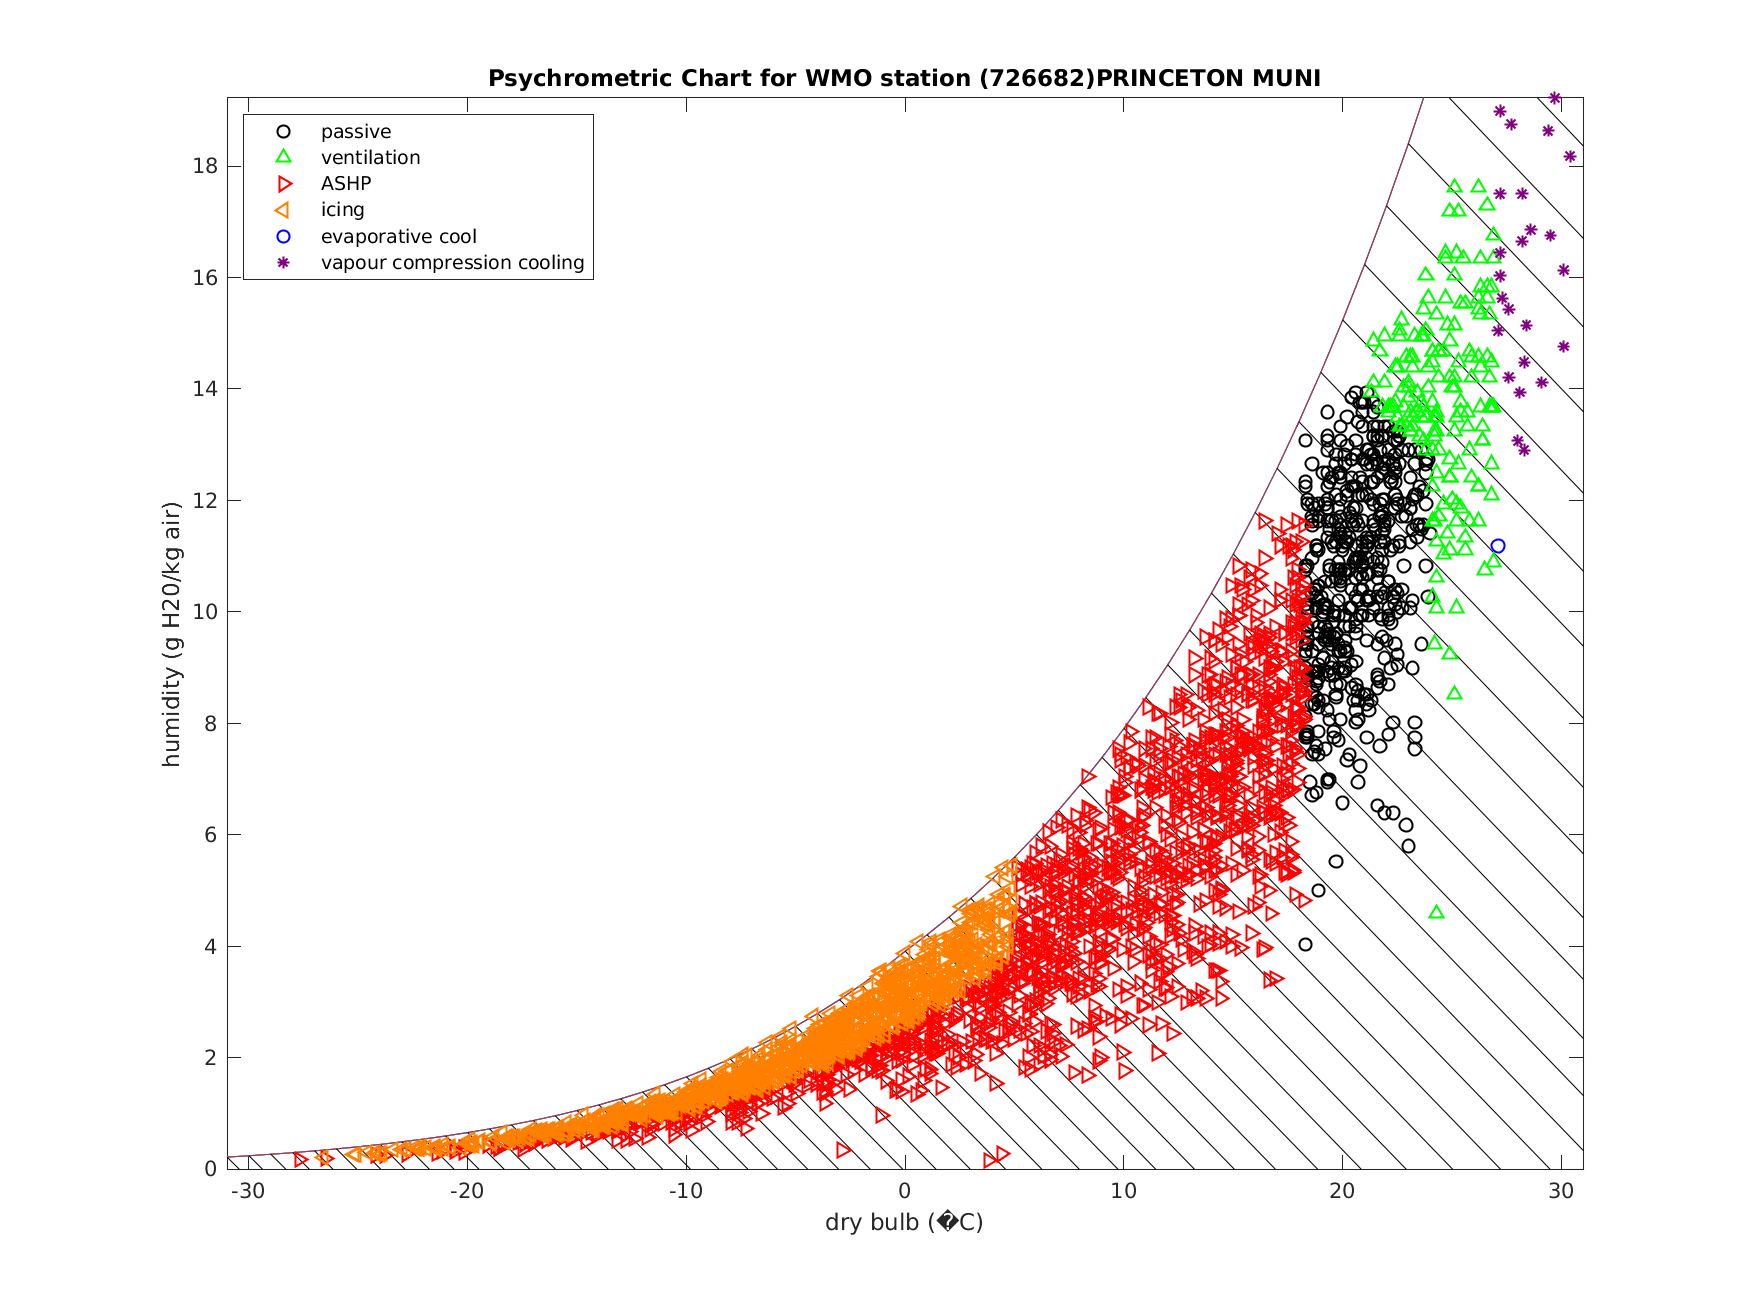 Psychrometric Chart for WMO station (726682)PRINCETON MUNI
passive
ventilation
ASHP
icing
evaporative cool
vapour compression cooling
18
16
14
12
10
8
6
4
2
0
humidity (g H20/kg air)
-30 -20 -10 0 10 20 30
dry bulb (�C)